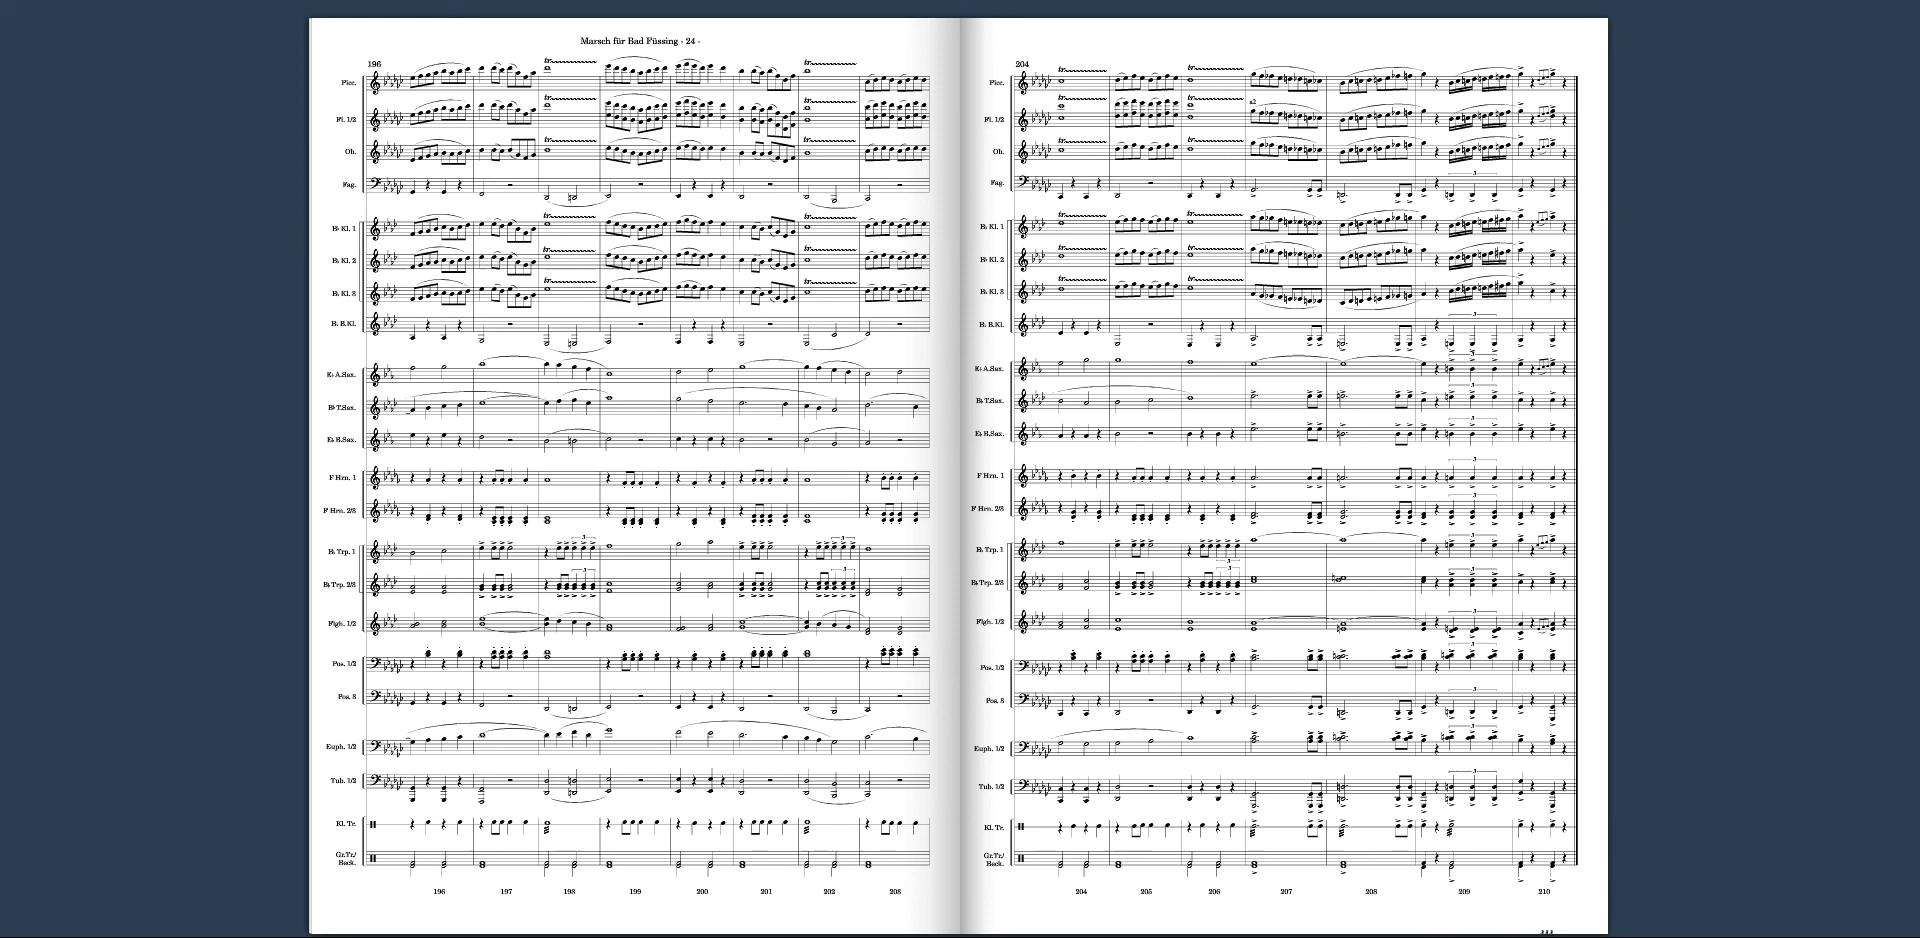 Marsch für Bad Füssing - 24 -
196
Picc.
Fl. 1/2
Ob.
Fag.
B♭ Kl. 1
B♭ Kl. 2
B♭ Kl. 3
B♭ B.Kl.
E♭ A.Sax.
B♭ T.Sax.
E♭ B.Sax.
F Hrn. 1
F Hrn. 2/3
B♭ Trp. 1
B♭ Trp. 2/3
Flgh. 1/2
Pos. 1/2
Pos. 3
Euph. 1/2
Tub. 1/2
Kl. Tr.
Gr.Tr./
Beck.
196 197 198 199 200 201 202 203
204
Picc.
Fl. 1/2
a2
Ob.
Fag.
B♭ Kl. 1
B♭ Kl. 2
B♭ Kl. 3
B♭ B.Kl.
E♭ A.Sax.
B♭ T.Sax.
E♭ B.Sax.
F Hrn. 1
F Hrn. 2/3
B♭ Trp. 1
B♭ Trp. 2/3
Flgh. 1/2
Pos. 1/2
Pos. 3
Euph. 1/2
Tub. 1/2
Kl. Tr.
Gr.Tr./
Beck.
204 205 206 207 208 209 210